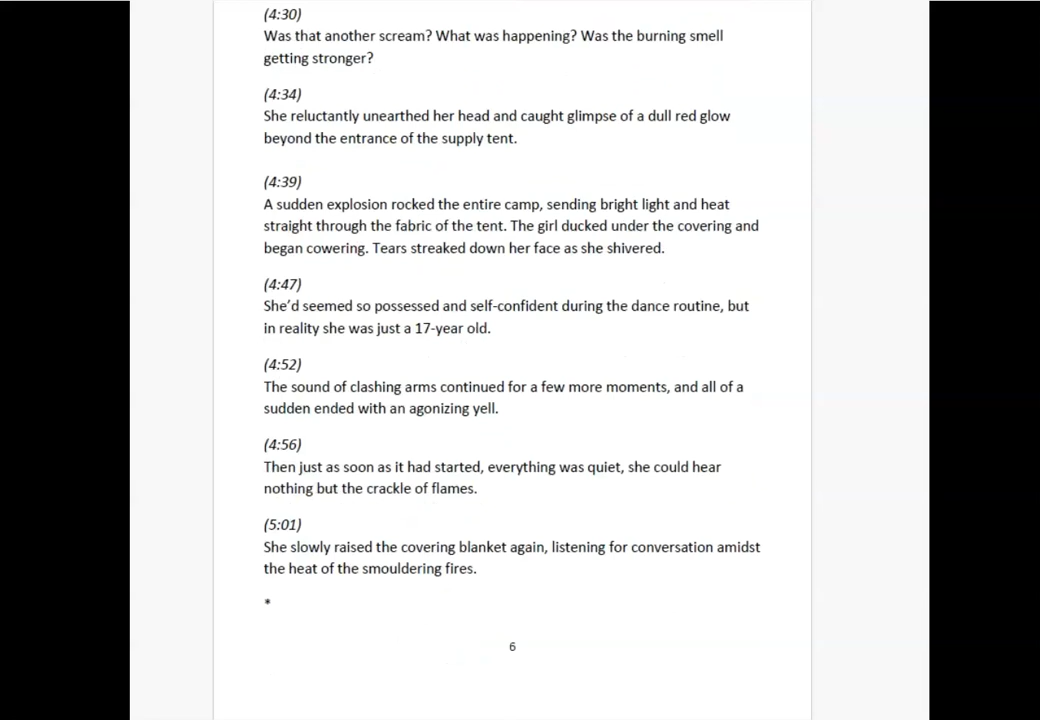 (4:30)
Was that another scream? What was happening? Was the burning smell
getting stronger?
(4:34)
She reluctantly unearthed her head and caught glimpse of a dull red glow
beyond the entrance of the supply tent.
(4:39)
A sudden explosion rocked the entire camp, sending bright light and heat
straight through the fabric of the tent. The girl ducked under the covering and
began cowering. Tears streaked down her face as she shivered.
(4:47)
She’d seemed so possessed and self-confident during the dance routine, but
in reality she was just a 17-year old.
(4:52)
The sound of clashing arms continued for a few more moments, and all of a
sudden ended with an agonizing yell.
(4:56)
Then just as soon as it had started, everything was quiet, she could hear
nothing but the crackle of flames.
(5:01)
She slowly raised the covering blanket again, listening for conversation amidst
the heat of the smouldering fires.
*
6